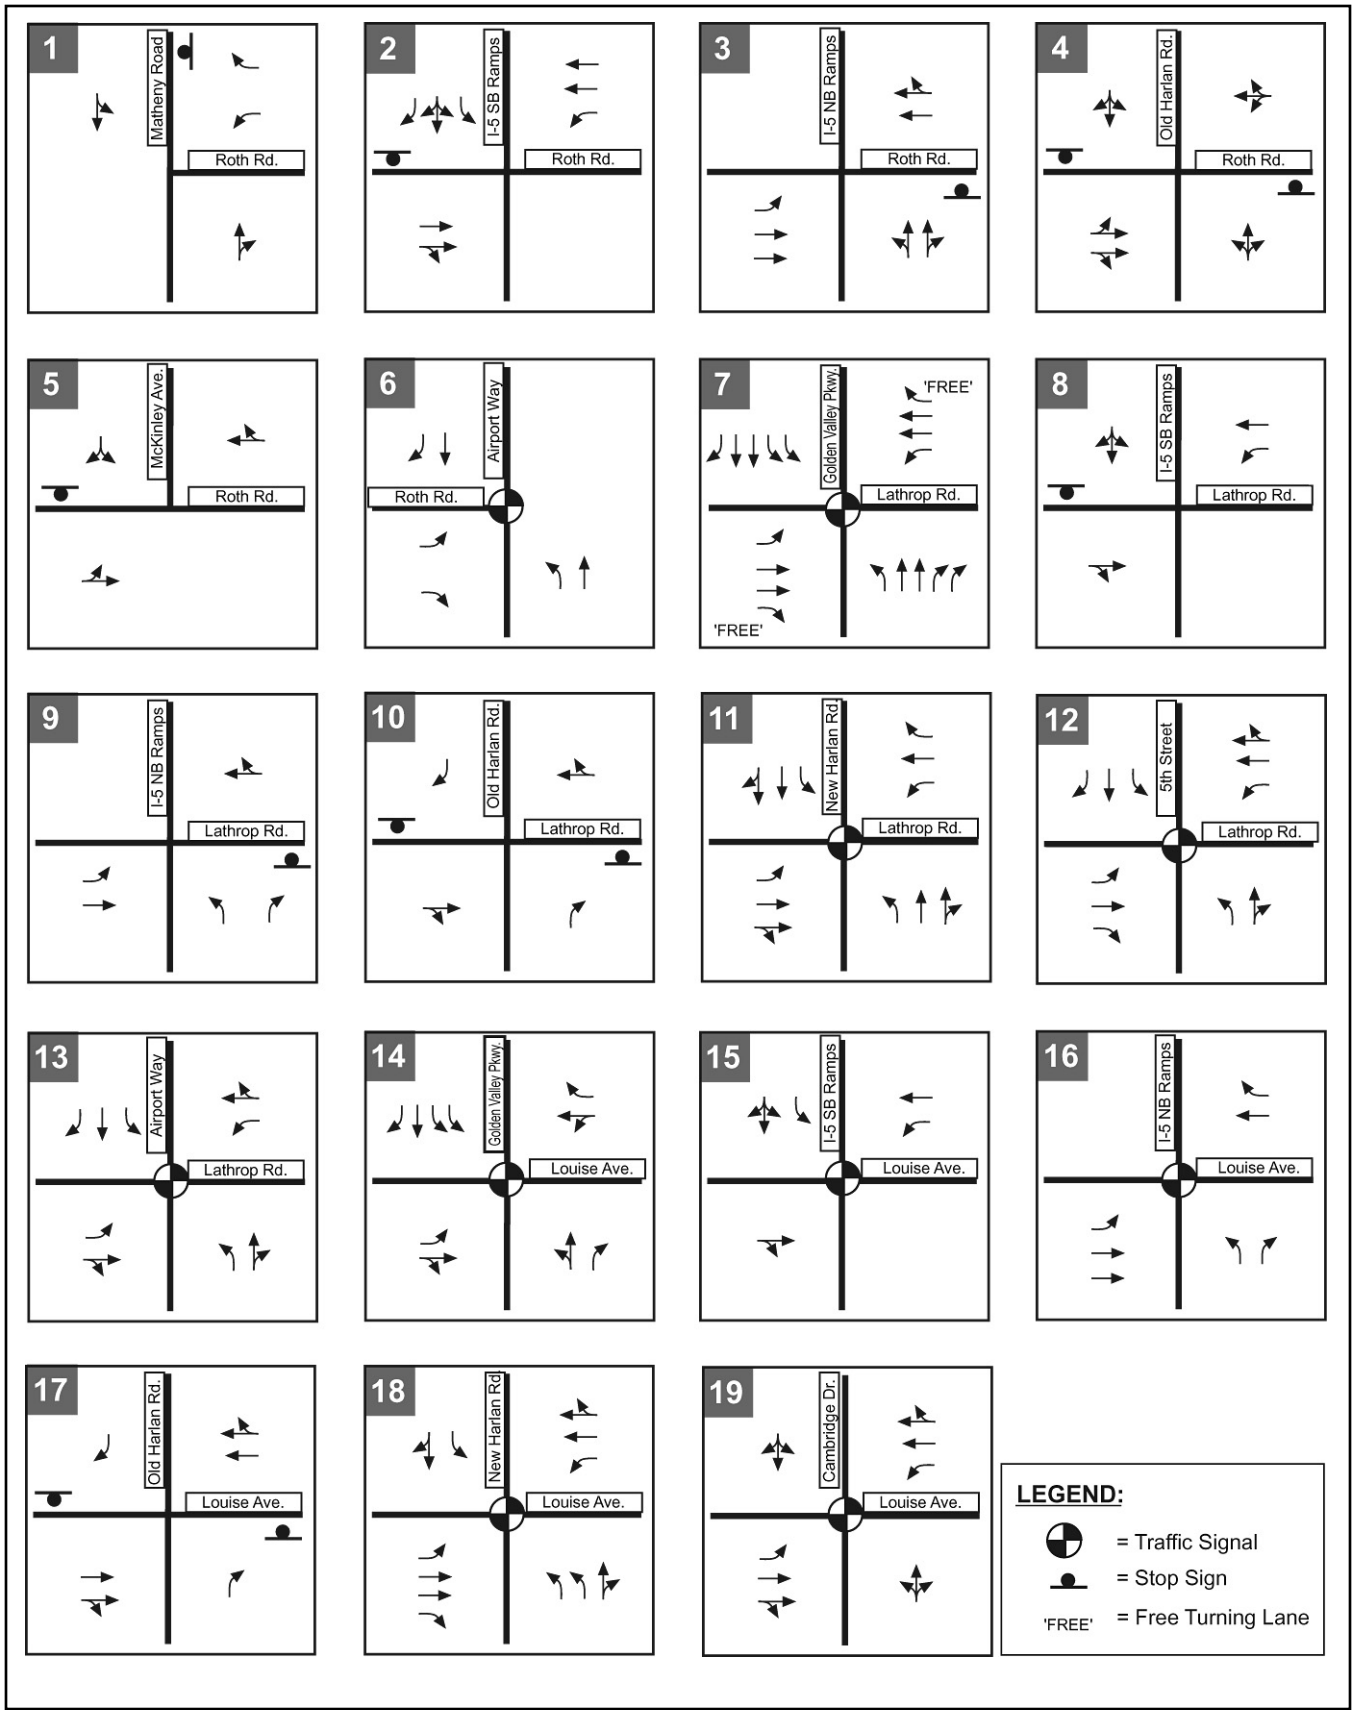 1
Matheny Road
Roth Rd.
2
I-5 SB Ramps
Roth Rd.
3
I-5 NB Ramps
Roth Rd.
4
Old Harlan Rd.
Roth Rd.
5
McKinley Ave.
Roth Rd.
6
Airport Way
Roth Rd.
7
Golden Valley Pkwy.
'FREE'
Lathrop Rd.
'FREE'
8
I-5 SB Ramps
Lathrop Rd.
9
I-5 NB Ramps
Lathrop Rd.
10
Old Harlan Rd.
Lathrop Rd.
11
New Harlan Rd.
Lathrop Rd.
12
5th Street
Lathrop Rd.
13
Airport Way
Lathrop Rd.
14
Golden Valley Pkwy.
Louise Ave.
15
I-5 SB Ramps
Louise Ave.
16
I-5 NB Ramps
Louise Ave.
17
Old Harlan Rd.
Louise Ave.
18
New Harlan Rd
Louise Ave.
19
Cambridge Dr.
Louise Ave.
LEGEND:
= Traffic Signal
= Stop Sign
'FREE' = Free Turning Lane